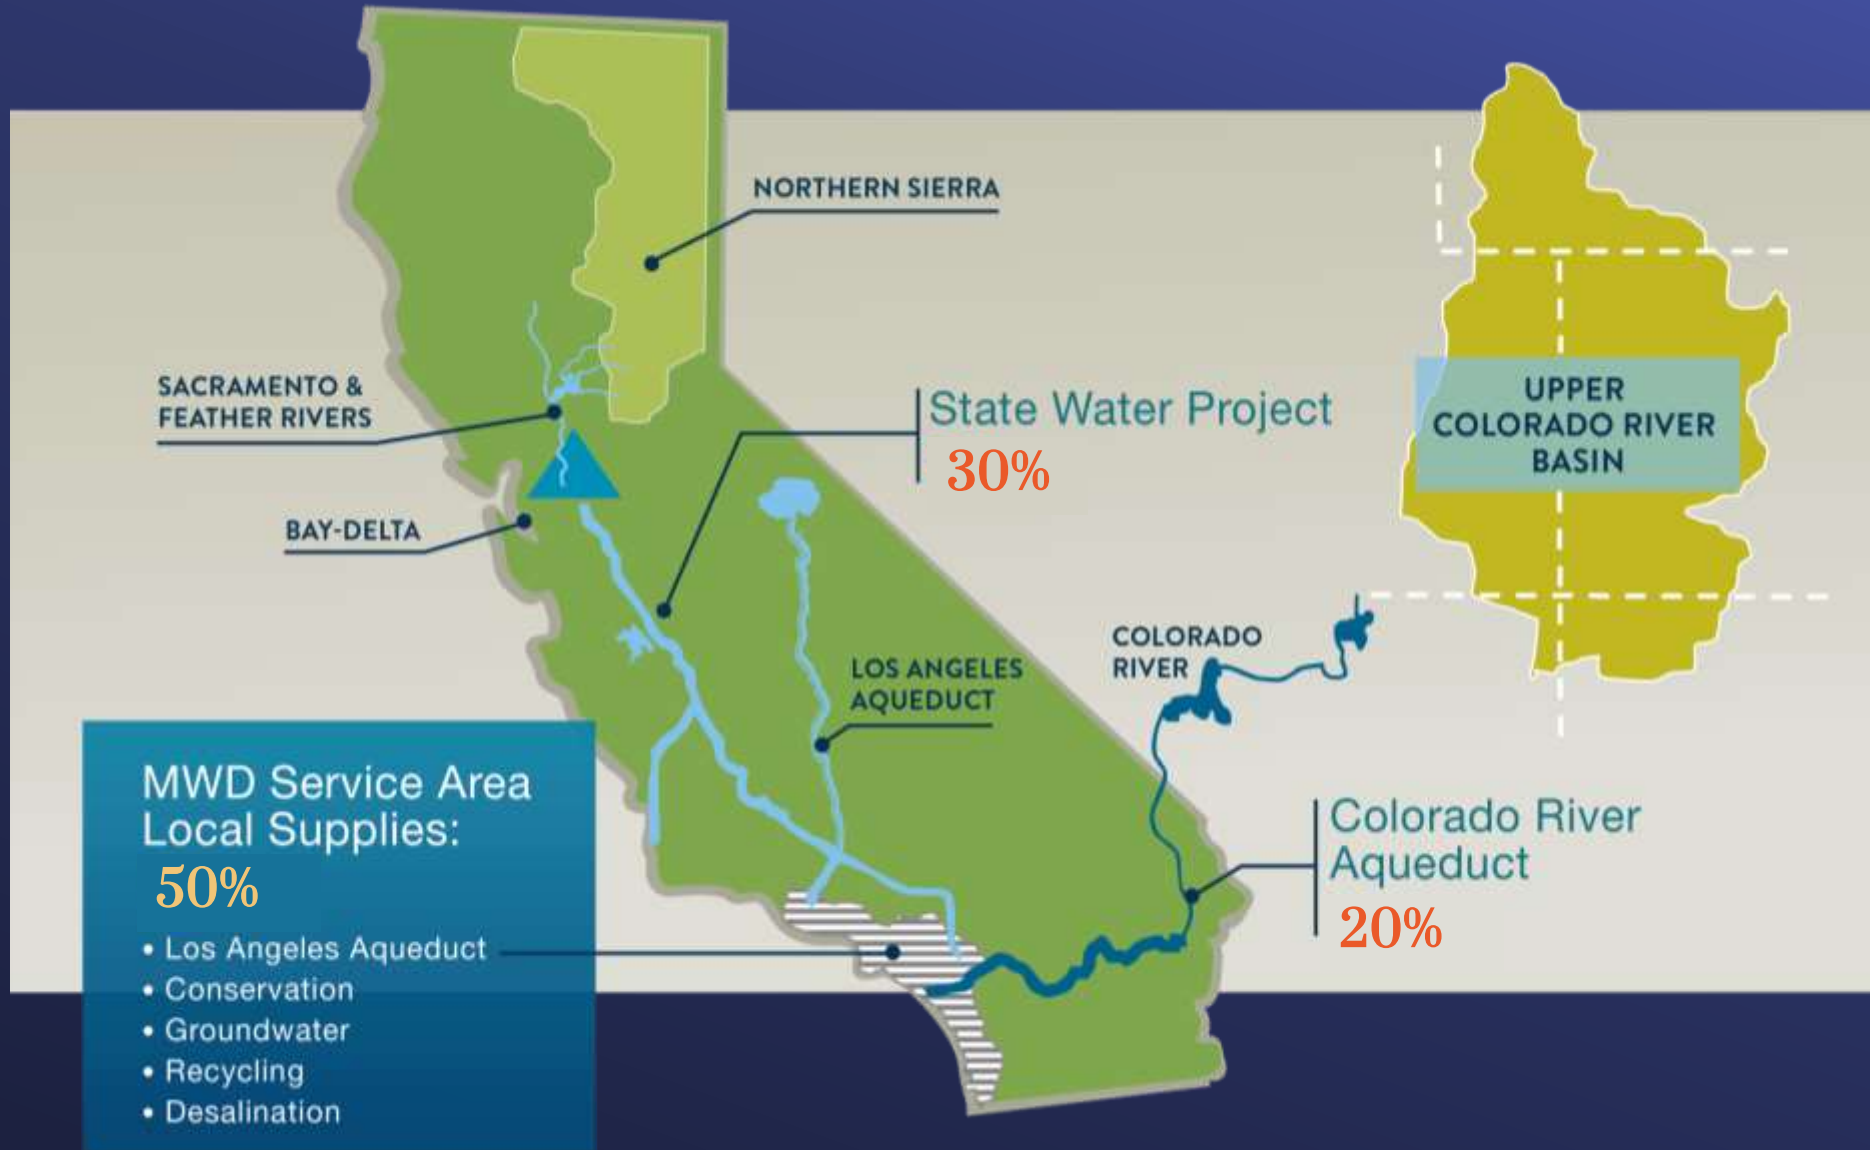 NORTHERN SIERRA
SACRAMENTO &
FEATHER RIVERS
State Water Project
30%
UPPER
COLORADO RIVER
BASIN
BAY-DELTA
COLORADO
RIVER
LOS ANGELES
AQUEDUCT
MWD Service Area
Local Supplies:
50%
• Los Angeles Aqueduct
• Conservation
• Groundwater
• Recycling
• Desalination
Colorado River
Aqueduct
20%